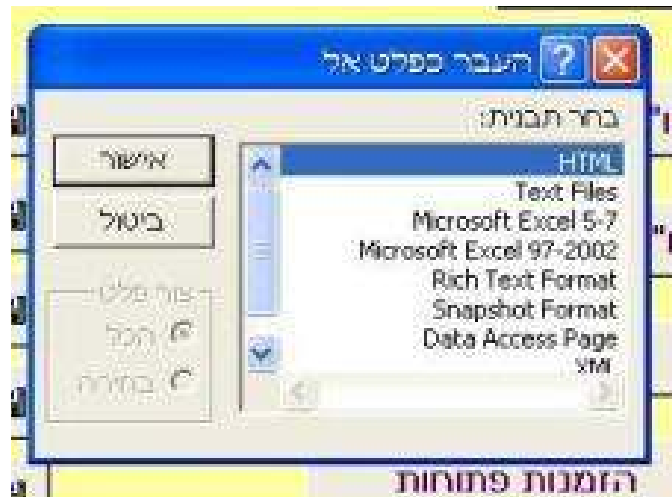 העבר כפלט אל
בחר תבנית:
HTML
Text Files
Microsoft Excel 5-7
Microsoft Excel 97-2002
Rich Text Format
Snapshot Format
Data Access Page
XML
אישור
ביטול
צור פלט
הכל
בחירה
הזמנות פתוחות